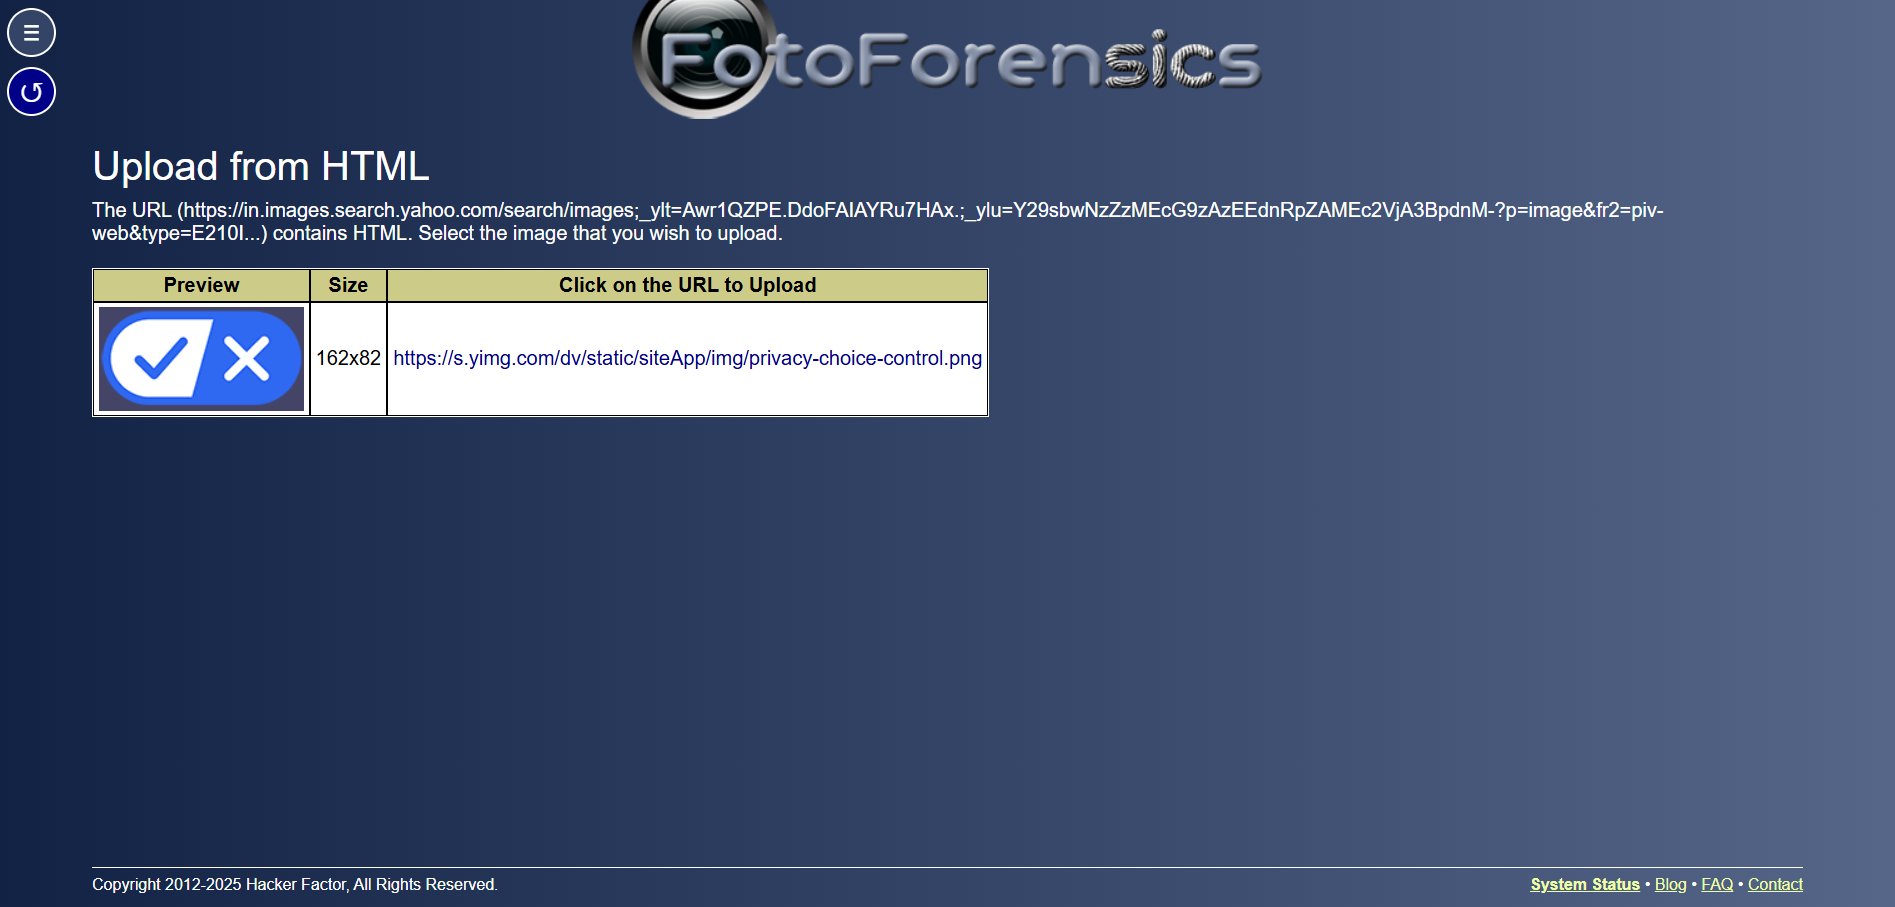 FotoForensics
Upload from HTML
The URL (https://in.images.search.yahoo.com/search/images;_ylt=Awr1QZPE.DdoFAIAYRu7HAx.;_ylu=Y29sbwNzZzMEcG9zAzEEdnRpZAMEc2VjA3BpdnM-?p=image&fr2=piv-
web&type=E210I...) contains HTML. Select the image that you wish to upload.
Preview Size Click on the URL to Upload
162x82 https://s.yimg.com/dv/static/siteApp/img/privacy-choice-control.png
Copyright 2012-2025 Hacker Factor, All Rights Reserved. System Status • Blog • FAQ • Contact